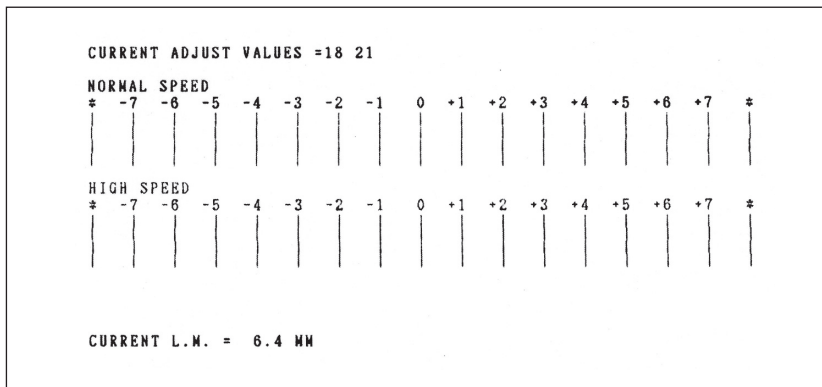 CURRENT ADJUST VALUES =18 21
NORMAL SPEED
* -7 -6 -5 -4 -3 -2 -1 0 +1 +2 +3 +4 +5 +6 +7 *
HIGH SPEED
* -7 -6 -5 -4 -3 -2 -1 0 +1 +2 +3 +4 +5 +6 +7 *
CURRENT L.M. = 6.4 MM